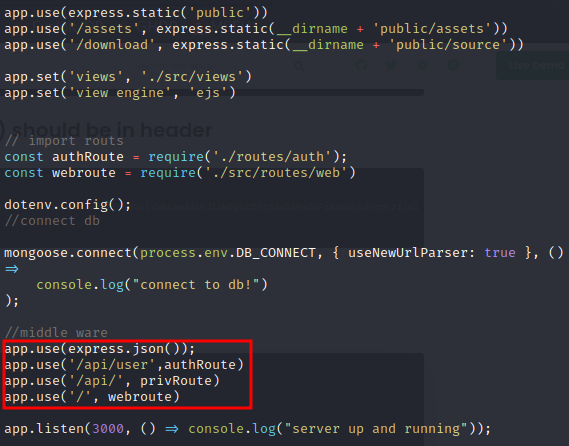 app.use(express.static('public'))
app.use('/assets', express.static(__dirname + 'public/assets'))
app.use('/download', express.static(__dirname + 'public/source'))
app.set('views', './src/views')
app.set('view engine', 'ejs')
) should be in header
// import routs
const authRoute = require('./routes/auth');
const webroute = require('./src/routes/web')
dotenv.config();
//connect db
mongoose.connect(process.env.DB_CONNECT, { useNewUrlParser: true }, ()
⇒
console.log("connect to db!")
);
//middle ware
app.use(express.json());
app.use('/api/user',authRoute)
app.use('/api/', privRoute)
app.use('/', webroute)
app.listen(3000, () ⇒ console.log("server up and running"));